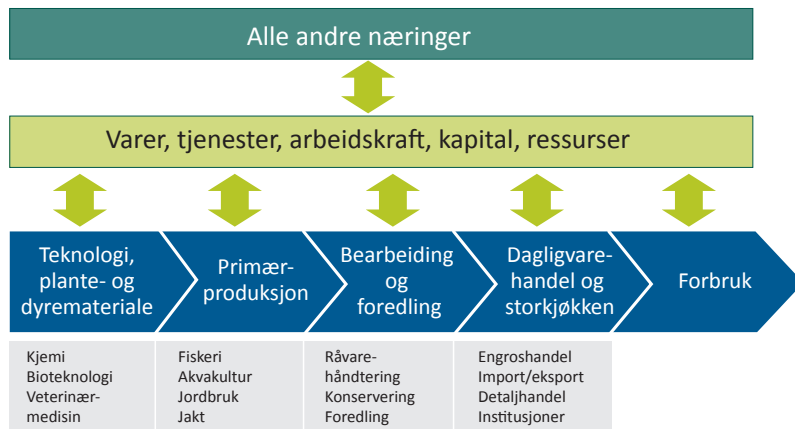 Alle andre næringer
Varer, tjenester, arbeidskraft, kapital, ressurser
Teknologi,
plante- og
dyremateriale
Primær-
produksjon
Bearbeiding
og
foredling
Dagligvare-
handel og
storkjøkken
Forbruk
Kjemi
Bioteknologi
Veterinær-
medisin
Fiskeri
Akvakultur
Jordbruk
Jakt
Råvare-
håndtering
Konservering
Foredling
Engroshandel
Import/eksport
Detaljhandel
Institusjoner